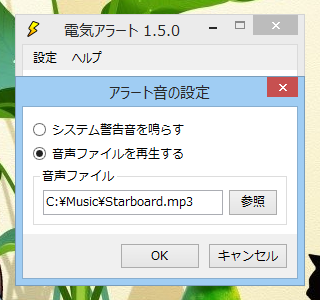 電気アラート 1.5.0
設定 ヘルプ
アラート音の設定
システム警告音を鳴らす
音声ファイルを再生する
音声ファイル
C:¥Music¥Starboard.mp3 参照
OK キャンセル